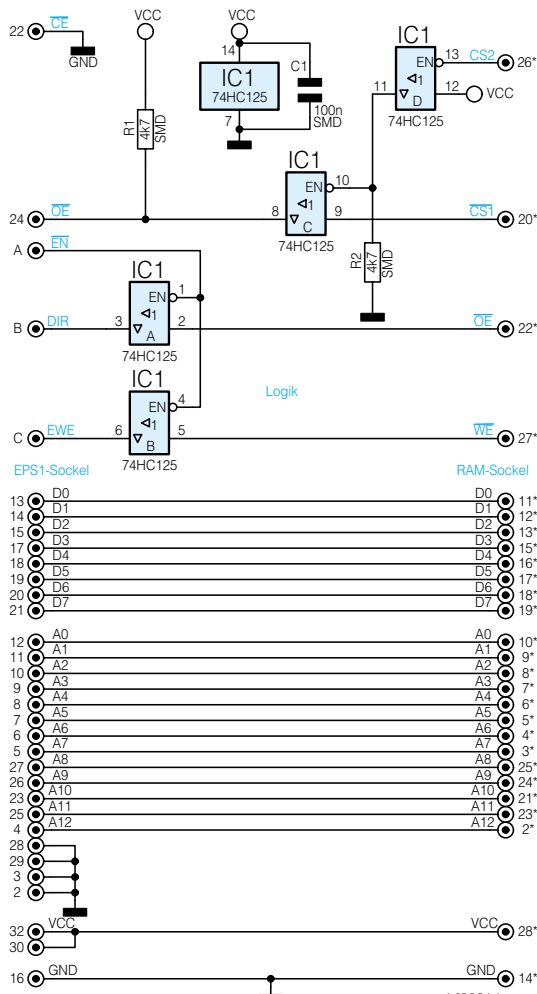 VCC VCC
22 CE
GND
14
IC1
74HC125
7
C1
100n
SMD
R1
4k7
SMD
IC1
EN 13 CS2 26*
11 1 12 VCC
D
74HC125
IC1
EN 10
1
24 OE 8 C 9 CS1 20*
74HC125
R2
4k7
SMD
A EN
IC1
EN 1
1
B DIR 3 2 OE 22*
A
74HC125
IC1
EN 4
1
C EWE 6 5 WE 27*
B
74HC125
Logik
EPS1-Sockel RAM-Sockel
13 D0 D0 11*
14 D1 D1 12*
15 D2 D2 13*
17 D3 D3 15*
18 D4 D4 16*
19 D5 D5 17*
20 D6 D6 18*
21 D7 D7 19*
12 A0 A0 10*
11 A1 A1 9*
10 A2 A2 8*
9 A3 A3 7*
8 A4 A4 6*
7 A5 A5 5*
6 A6 A6 4*
5 A7 A7 3*
27 A8 A8 25*
26 A9 A9 24*
23 A10 A10 21*
25 A11 A11 23*
4 A12 A12 2*
28
29
3
2
32 VCC VCC 28*
30
16 GND GND 14*